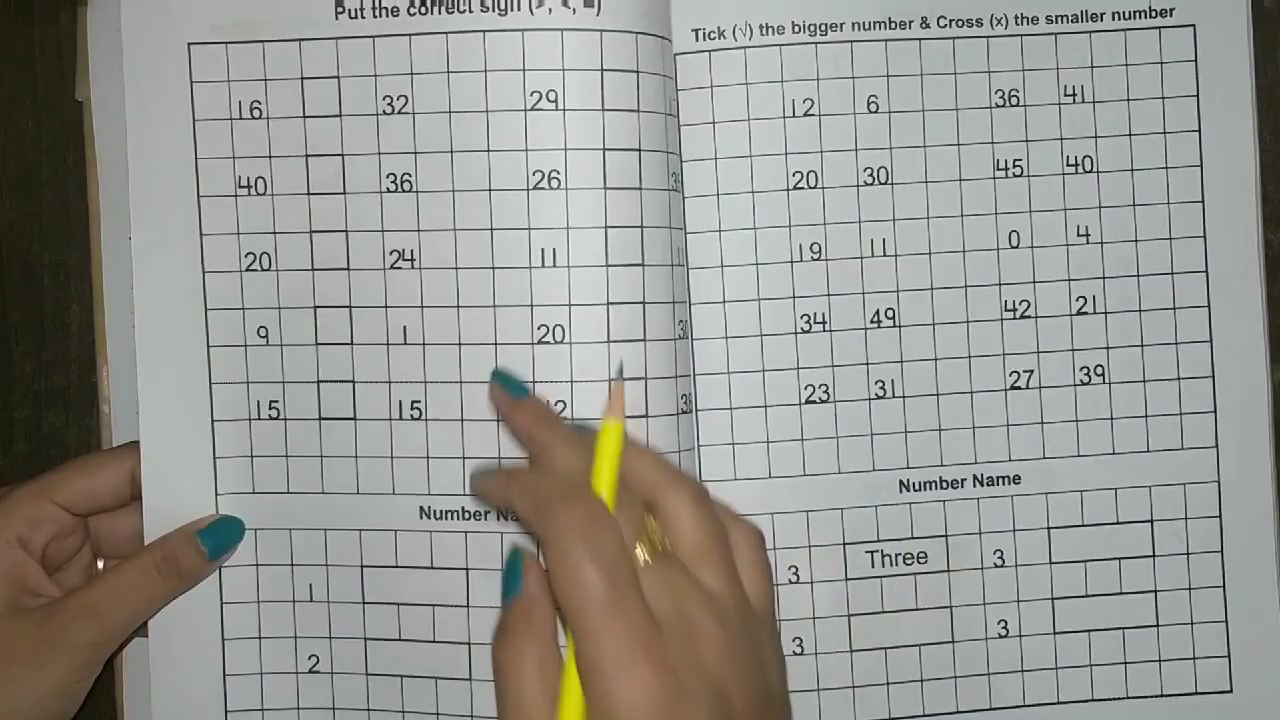 Put the correct sign
16 32 29
40 36 26
20 24 11
9 1 20
15 15 12
Number
1
2
Tick (√) the bigger number & Cross (x) the smaller number
12 6 36 41
20 30 45 40
19 11 0 4
34 49 42 21
23 31 27 39
Number Name
3 Three 3
3 3